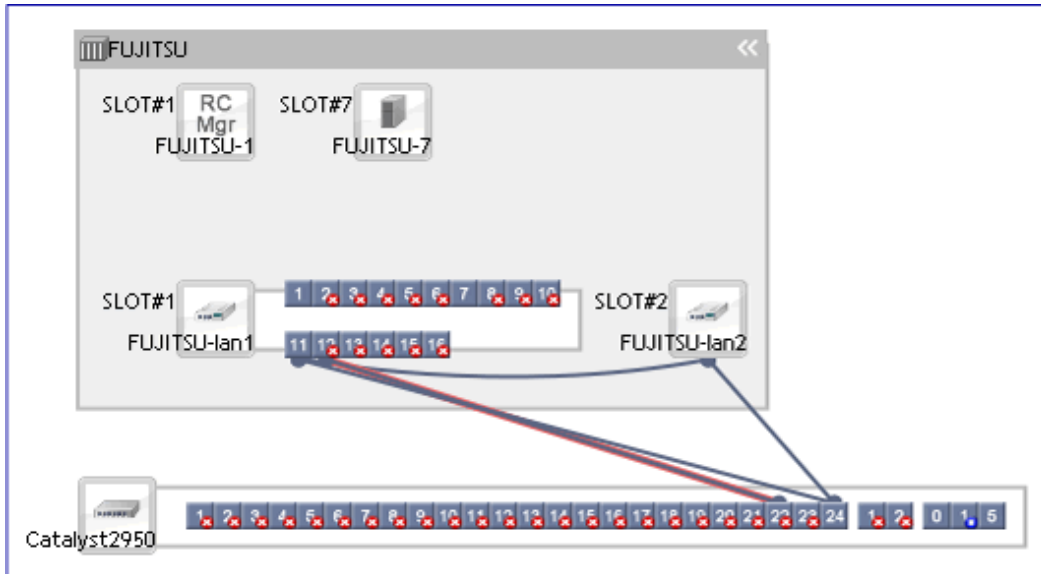 FUJITSU
SLOT#1 RC Mgr FUJITSU-1
SLOT#7 FUJITSU-7
SLOT#1 FUJITSU-lan1
1 2 3 4 5 6 7 8 9 10
11 12 13 14 15 16
SLOT#2 FUJITSU-lan2
Catalyst2950
1 2 3 4 5 6 7 8 9 10 11 12 13 14 15 16 17 18 19 20 21 22 23 24 1 2 0 1 5